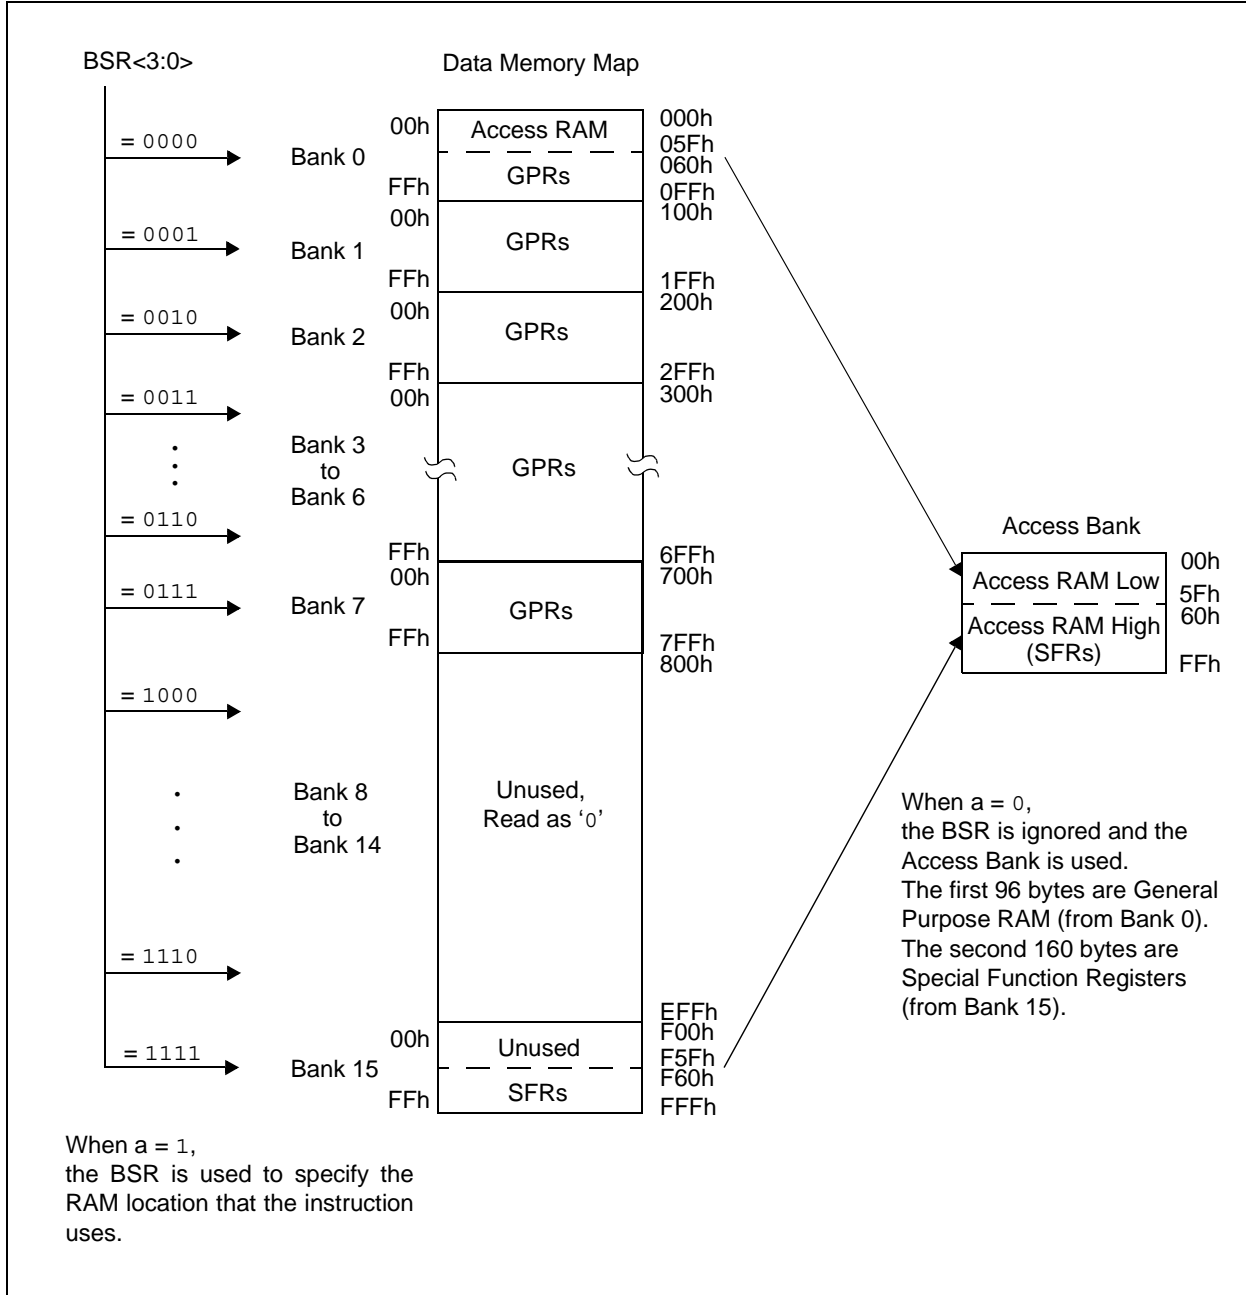 BSR<3:0>
Data Memory Map
= 0000
Bank 0
00h
Access RAM
000h
05Fh
060h
GPRs
FFh
0FFh
= 0001
Bank 1
00h
GPRs
FFh
100h
1FFh
= 0010
Bank 2
00h
GPRs
FFh
200h
2FFh
= 0011
Bank 3
to
Bank 6
= 0110
00h
GPRs
FFh
300h
6FFh
= 0111
Bank 7
00h
GPRs
FFh
700h
7FFh
800h
= 1000
Bank 8
to
Bank 14
Unused,
Read as ‘0’
= 1110
EFFh
= 1111
Bank 15
00h
Unused
F00h
F5Fh
F60h
SFRs
FFh
FFFh
Access Bank
Access RAM Low
00h
5Fh
60h
Access RAM High
(SFRs)
FFh
When a = 0,
the BSR is ignored and the
Access Bank is used.
The first 96 bytes are General
Purpose RAM (from Bank 0).
The second 160 bytes are
Special Function Registers
(from Bank 15).
When a = 1,
the BSR is used to specify the
RAM location that the instruction
uses.